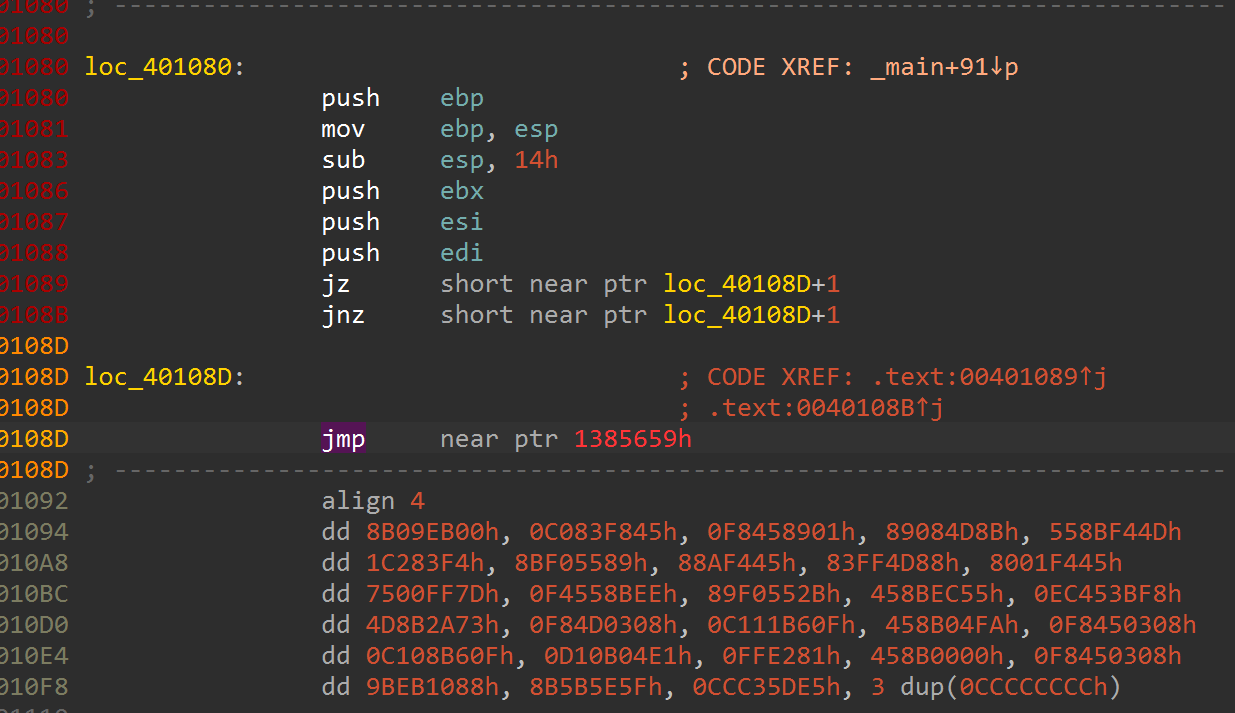 01080 ; ---------------------------------------------------------------------------
01080
01080 loc_401080: ; CODE XREF: _main+91↓p
01080 push ebp
01081 mov ebp, esp
01083 sub esp, 14h
01086 push ebx
01087 push esi
01088 push edi
01089 jz short near ptr loc_40108D+1
0108B jnz short near ptr loc_40108D+1
0108D
0108D loc_40108D: ; CODE XREF: .text:00401089↑j
0108D ; .text:0040108B↑j
0108D jmp near ptr 1385659h
0108D ; ---------------------------------------------------------------------------
01092 align 4
01094 dd 8B09EB00h, 0C083F845h, 0F8458901h, 89084D8Bh, 558BF44Dh
010A8 dd 1C283F4h, 8BF05589h, 88AF445h, 83FF4D88h, 8001F445h
010BC dd 7500FF7Dh, 0F4558BEEh, 89F0552Bh, 458BEC55h, 0EC453BF8h
010D0 dd 4D8B2A73h, 0F84D0308h, 0C111B60Fh, 458B04FAh, 0F8450308h
010E4 dd 0C108B60Fh, 0D10B04E1h, 0FFE281h, 458B0000h, 0F8450308h
010F8 dd 9BEB1088h, 8B5B5E5Fh, 0CCC35DE5h, 3 dup(0CCCCCCCCh)